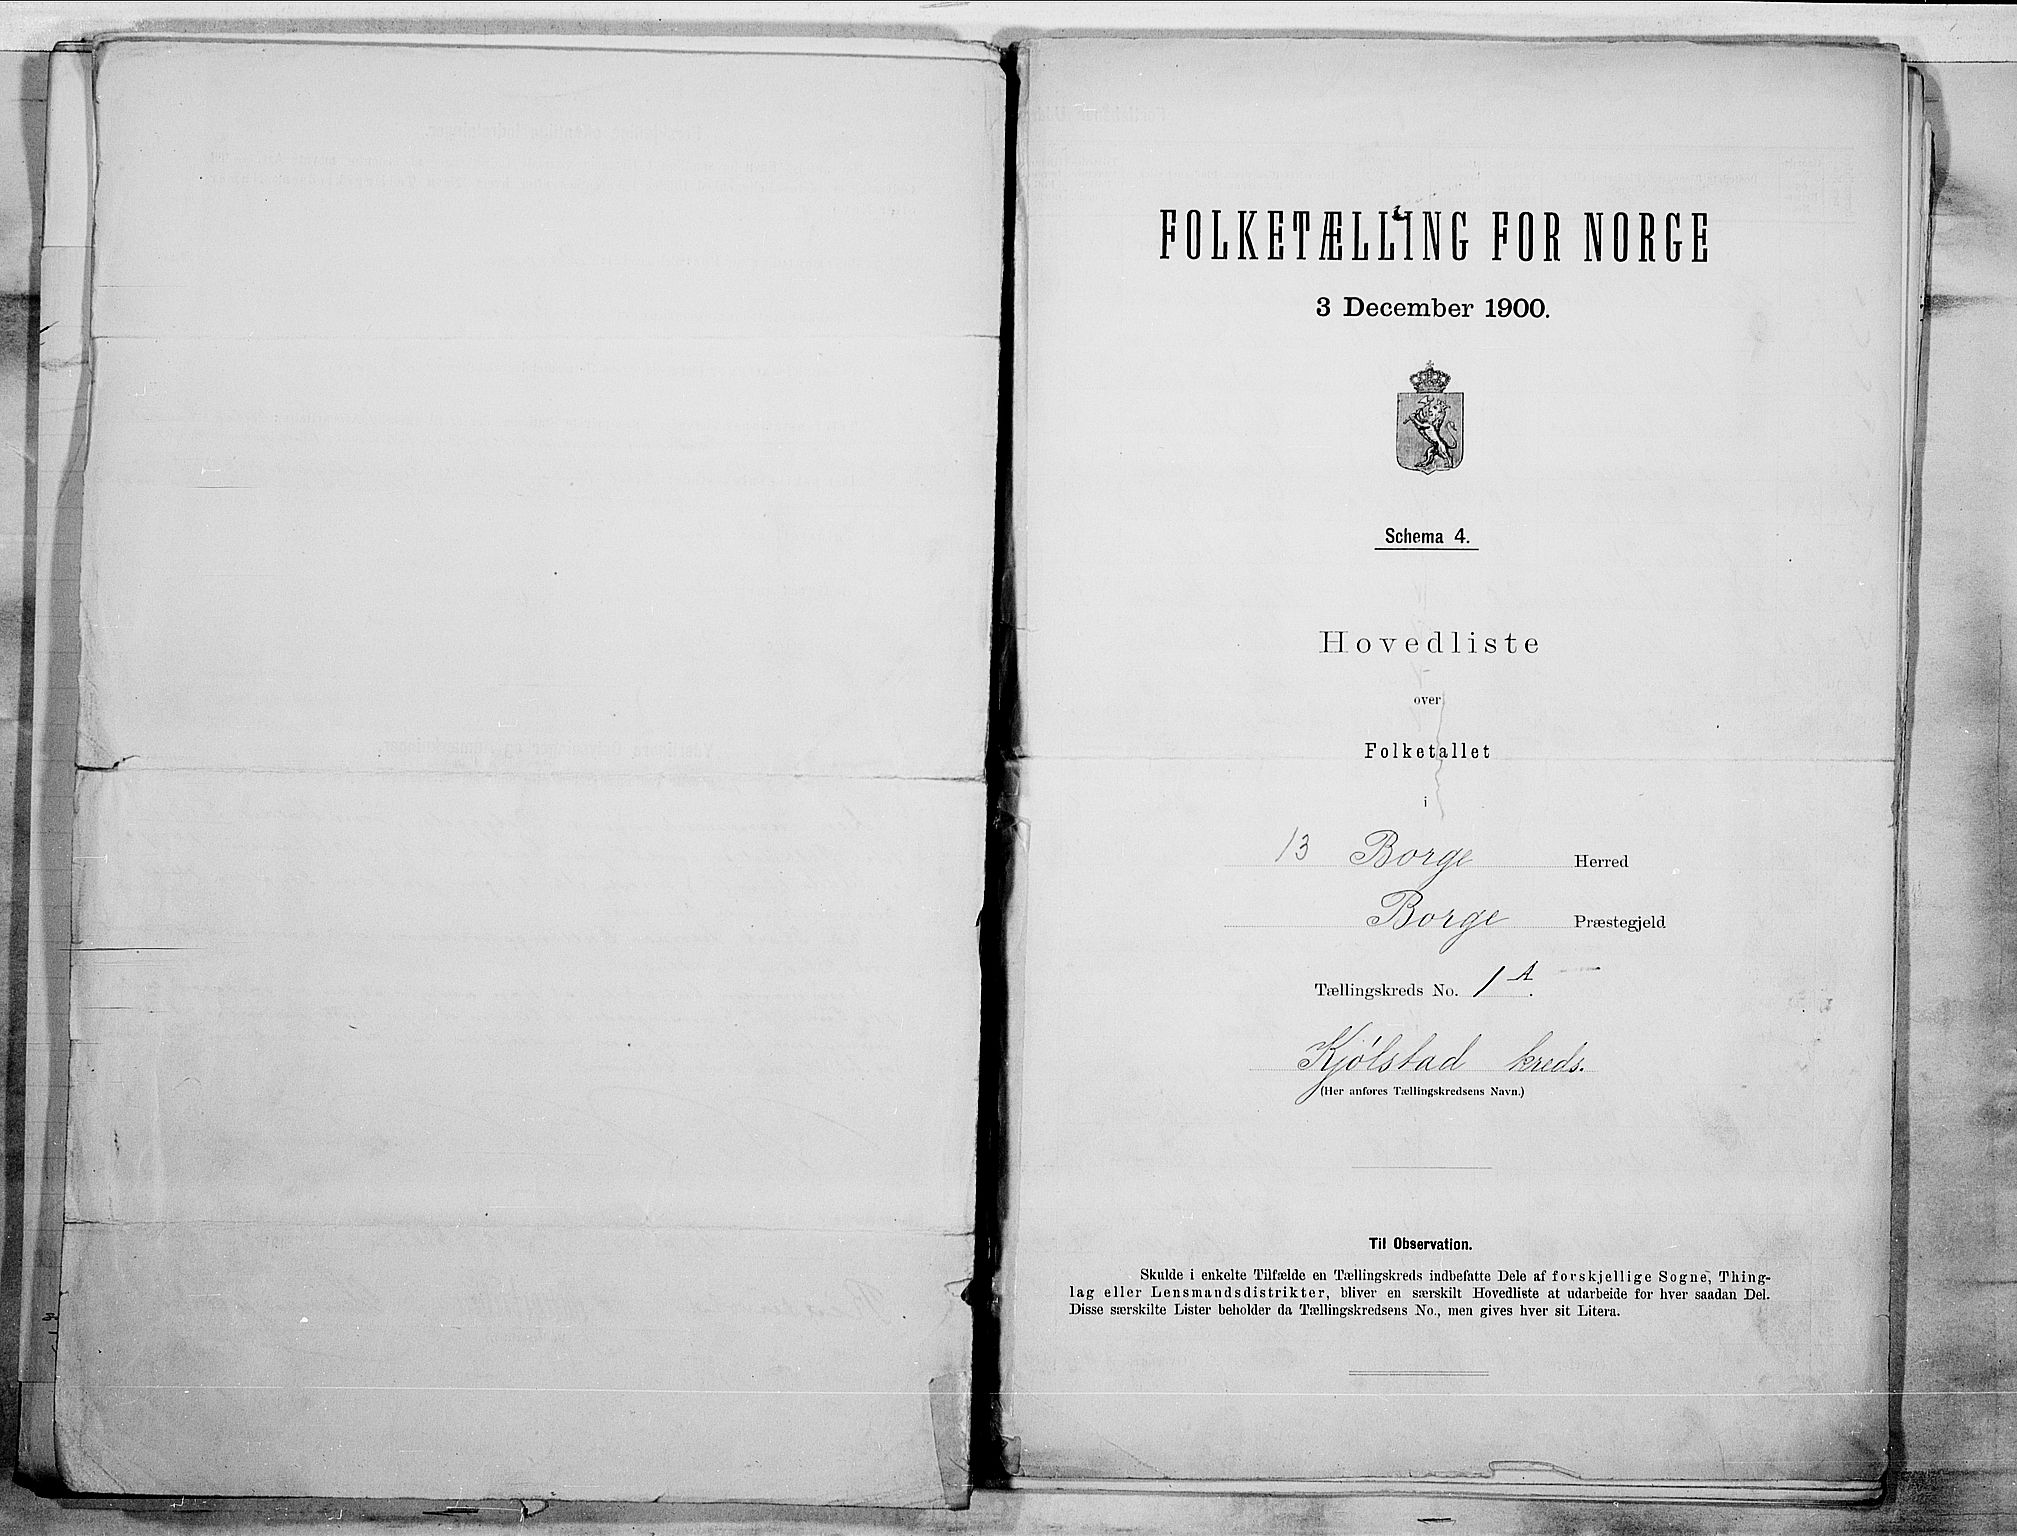 FOLKETÆLLING FOR NORGE
3 December 1900.
Schema 4.
Hovedliste
over
Folketallet
i
13 Borge Herred
Borge Præstegjeld
Tællingskreds No. 1 A.
Kjölstad kreds.
(Her anføres Tællingskredsens Navn.)
Til Observation.
Skulde i enkelte Tilfælde en Tællingskreds indbefatte Dele af forskjellige Sogne, Thing-
lag eller Lensmandsdistrikter, bliver en særskilt Hovedliste at udarbeide for hver saadan Del.
Disse særskilte Lister beholder da Tællingskredsens No., men gives hver sit Litera.